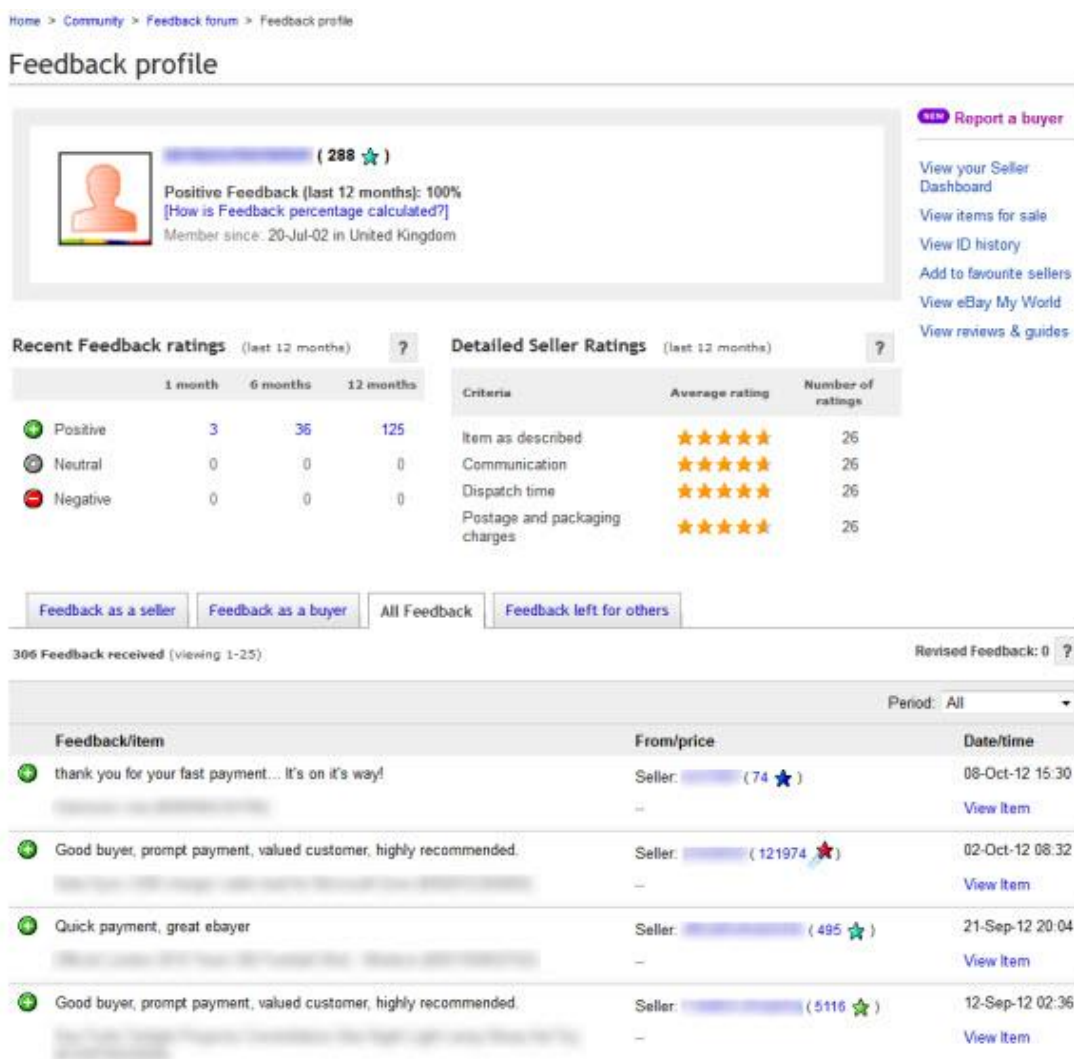 Home > Community > Feedback forum > Feedback profile
Feedback profile
NEW Report a buyer
( 288 )
Positive Feedback (last 12 months): 100%
[How is Feedback percentage calculated?]
Member since: 20-Jul-02 in United Kingdom
View your Seller
Dashboard
View items for sale
View ID history
Add to favourite sellers
View eBay My World
View reviews & guides
Recent Feedback ratings (last 12 months) ?
1 month 6 months 12 months
Positive 3 36 125
Neutral 0 0 0
Negative 0 0 0
Detailed Seller Ratings (last 12 months) ?
Criteria Average rating Number of
ratings
Item as described 26
Communication 26
Dispatch time 26
Postage and packaging
charges 26
Feedback as a seller Feedback as a buyer All Feedback Feedback left for others
306 Feedback received (viewing 1-25) Revised Feedback: 0 ?
Period: All
Feedback/item From/price Date/time
thank you for your fast payment... It's on it's way! Seller: ( 74 ) 08-Oct-12 15:30
-- View Item
Good buyer, prompt payment, valued customer, highly recommended. Seller: ( 121974 ) 02-Oct-12 08:32
-- View Item
Quick payment, great ebayer Seller: ( 495 ) 21-Sep-12 20:04
-- View Item
Good buyer, prompt payment, valued customer, highly recommended. Seller: ( 5116 ) 12-Sep-12 02:36
-- View Item